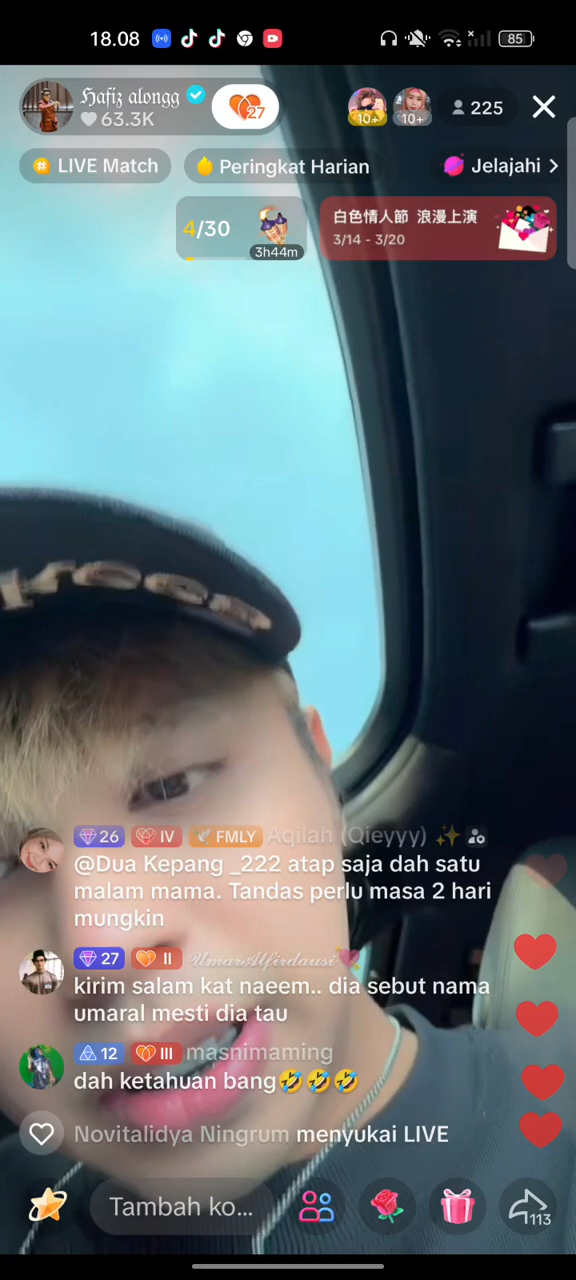 18.08
85
Hafiz alongg
63.3K
27
10+
10+
225
LIVE Match
Peringkat Harian
Jelajahi
4/30
3h44m
白色情人節 浪漫上演
3/14 - 3/20
26 IV FMLY Aqilah (Qieyyy) ✨
@Dua Kepang _222 atap saja dah satu
malam mama. Tandas perlu masa 2 hari
mungkin
27 II UmarAlfirdausi💘
kirim salam kat naeem.. dia sebut nama
umaral mesti dia tau
12 III masnimaming
dah ketahuan bang🤣🤣🤣
Novitalidya Ningrum menyukai LIVE
Tambah ko...
113